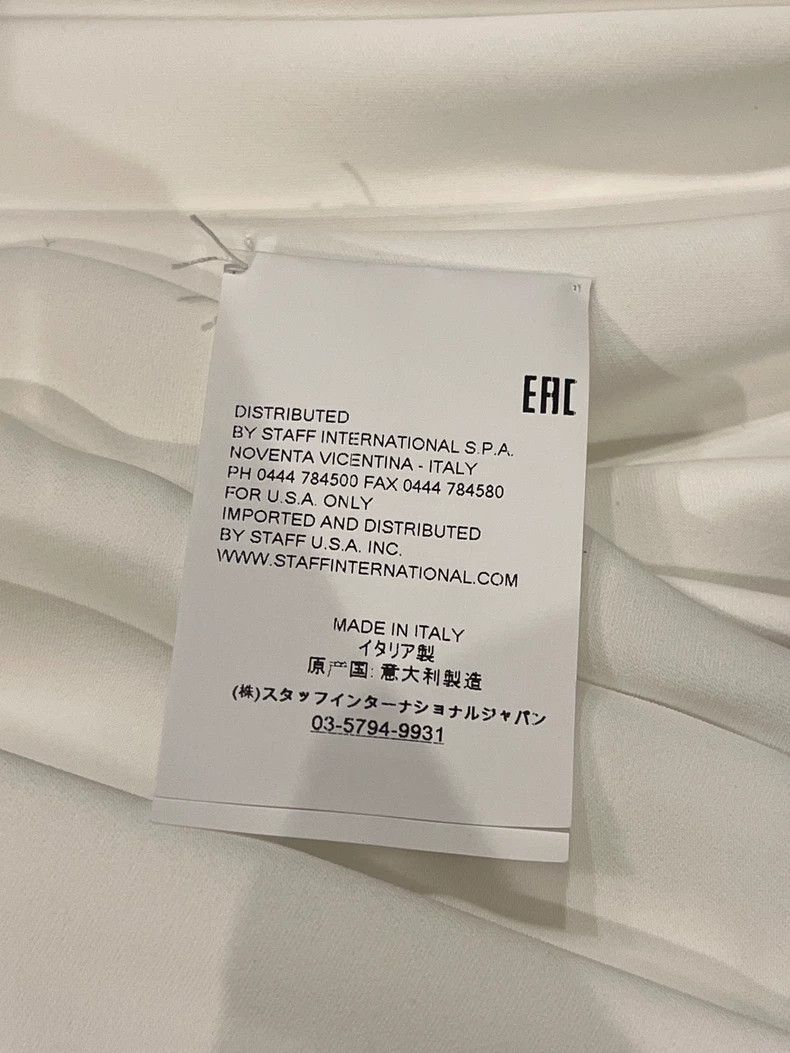 EAC
DISTRIBUTED
BY STAFF INTERNATIONAL S.P.A.
NOVENTA VICENTINA - ITALY
PH 0444 784500 FAX 0444 784580
FOR U.S.A. ONLY
IMPORTED AND DISTRIBUTED
BY STAFF U.S.A. INC.
WWW.STAFFINTERNATIONAL.COM
MADE IN ITALY
イタリア製
原产国: 意大利製造
(株)スタッフインターナショナルジャパン
03-5794-9931